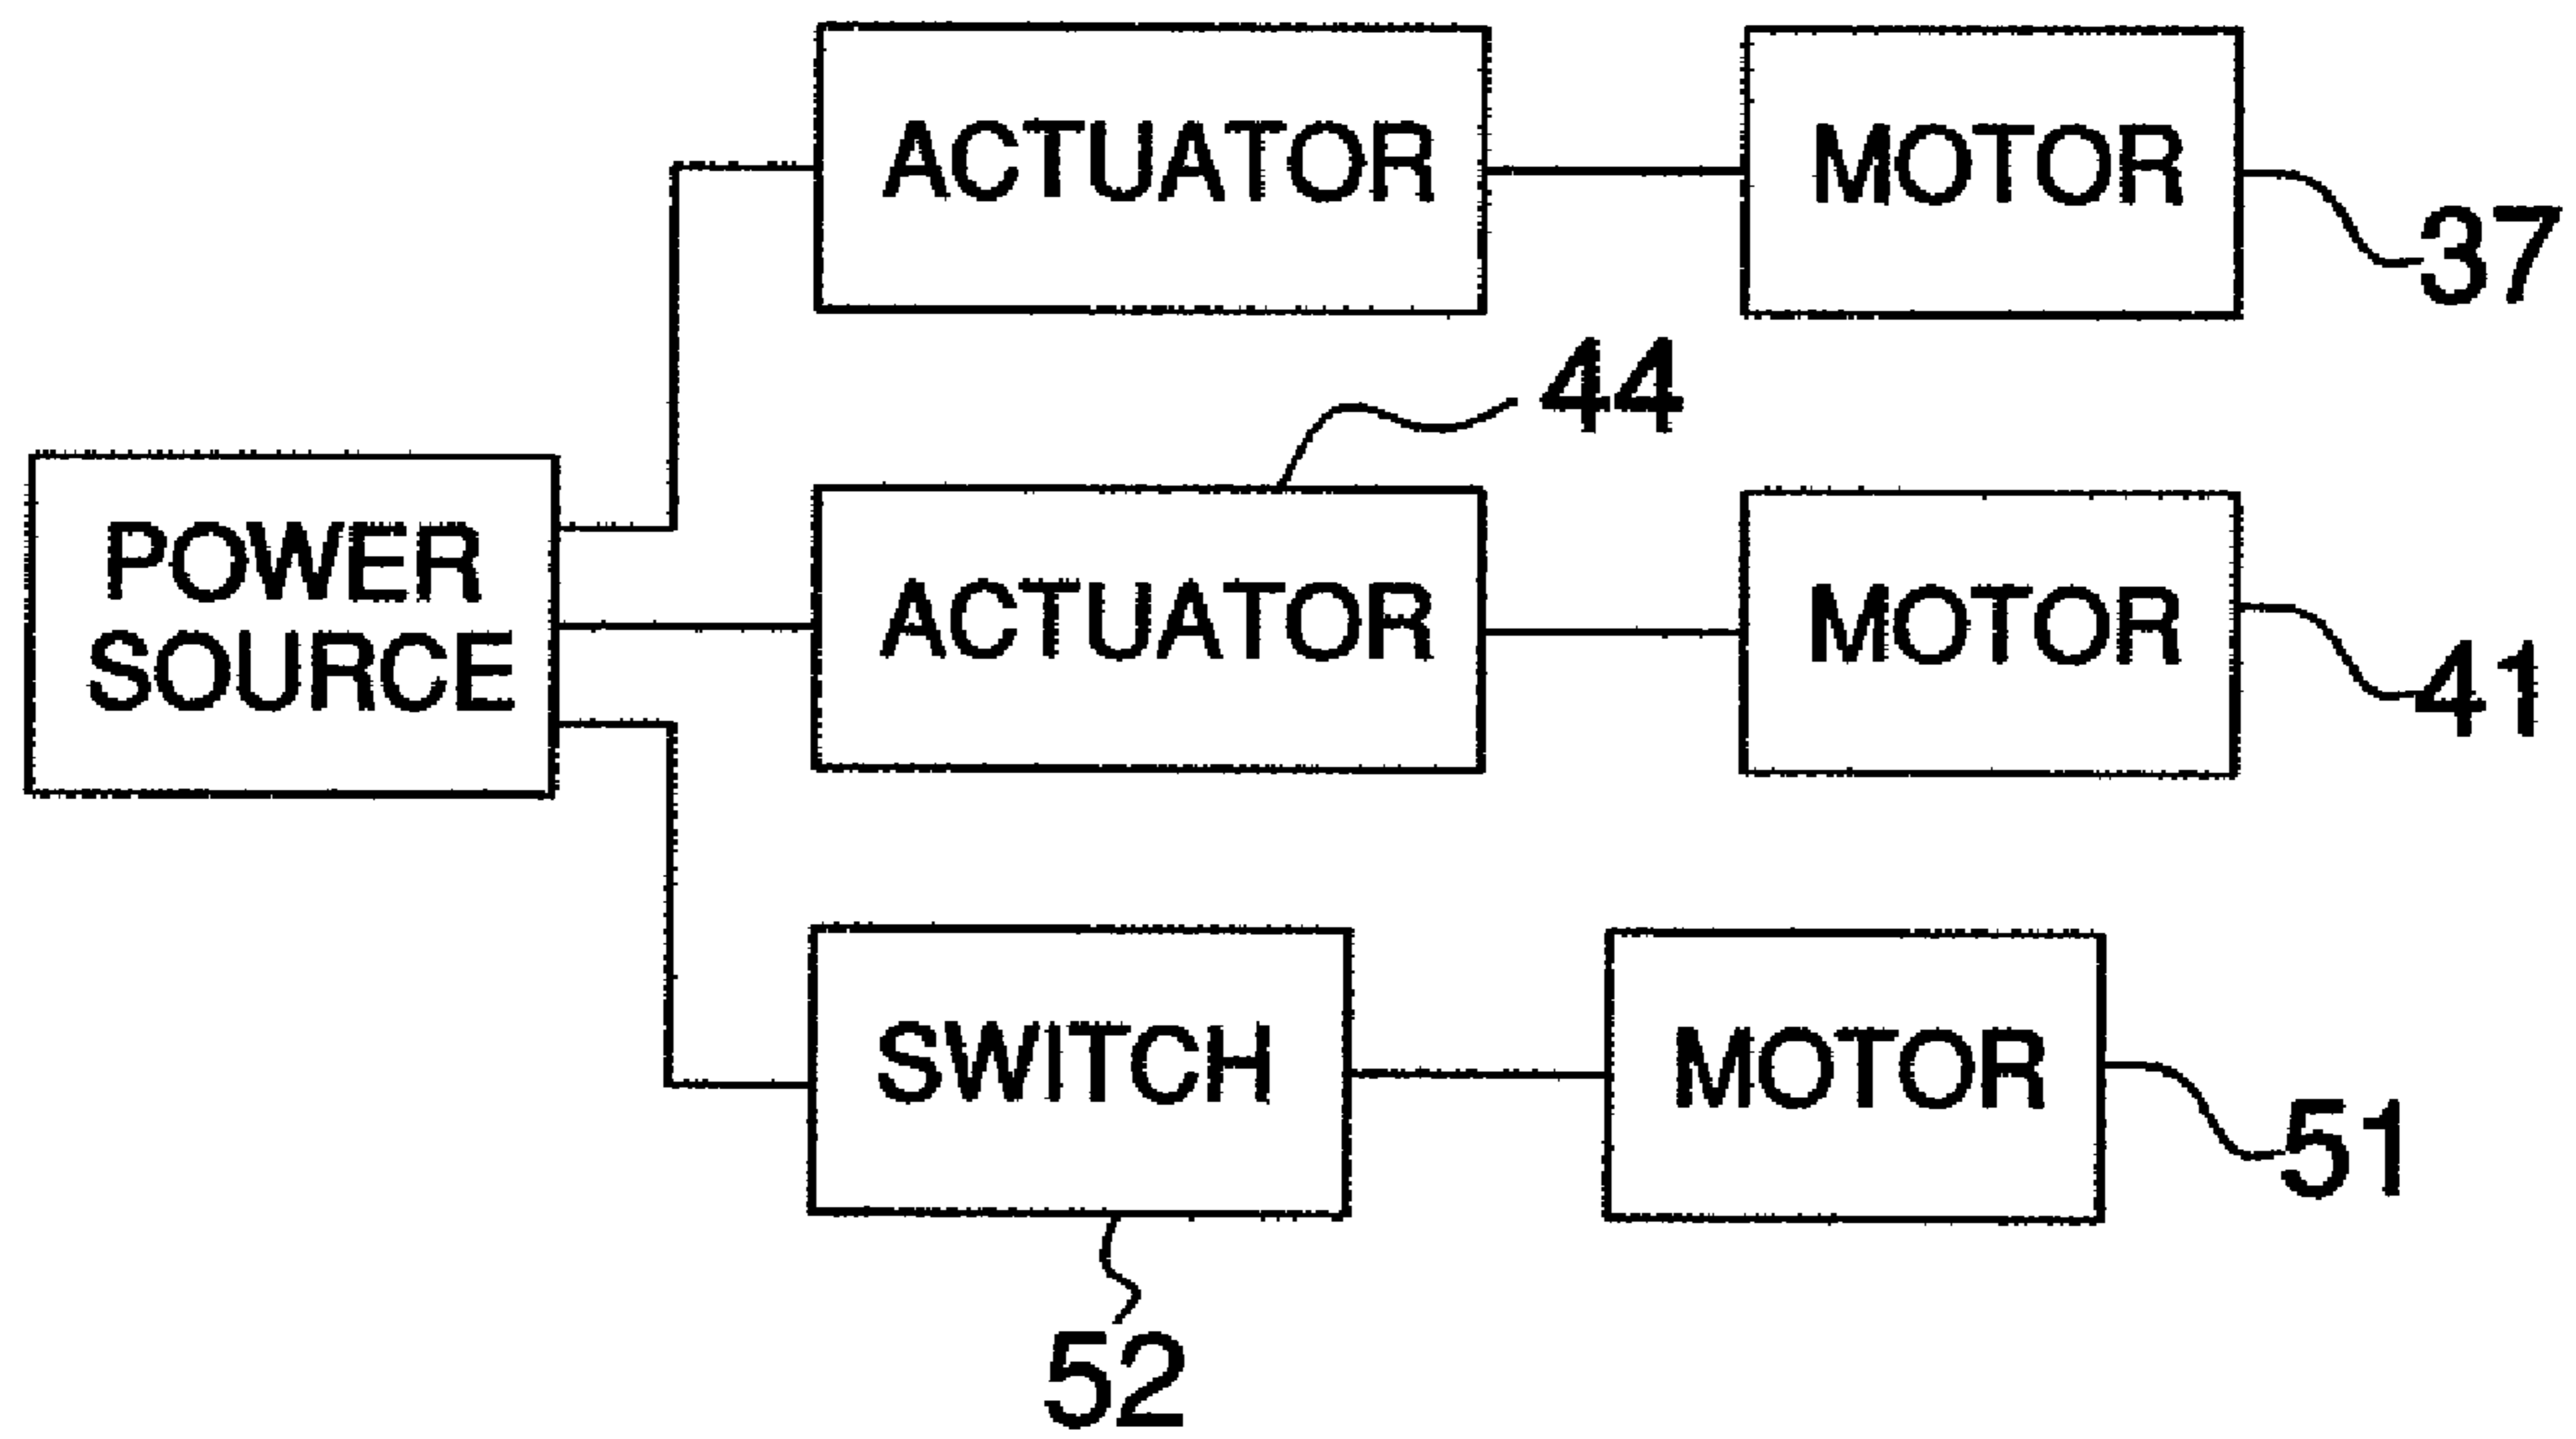 ACTUATOR
MOTOR
37
44
POWER
SOURCE
ACTUATOR
MOTOR
41
SWITCH
MOTOR
51
52